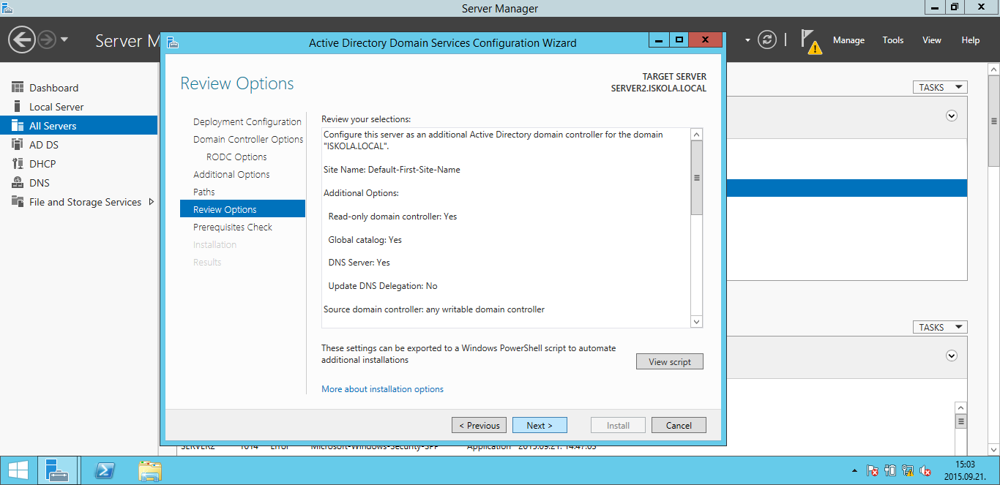 Server Manager
Server M
Manage
Tools
View
Help
Dashboard
Local Server
All Servers
AD DS
DHCP
DNS
File and Storage Services
TASKS
TASKS
Active Directory Domain Services Configuration Wizard
Review Options
TARGET SERVER
SERVER2.ISKOLA.LOCAL
Deployment Configuration
Domain Controller Options
RODC Options
Additional Options
Paths
Review Options
Prerequisites Check
Installation
Results
Review your selections:
Configure this server as an additional Active Directory domain controller for the domain
"ISKOLA.LOCAL".
Site Name: Default-First-Site-Name
Additional Options:
Read-only domain controller: Yes
Global catalog: Yes
DNS Server: Yes
Update DNS Delegation: No
Source domain controller: any writable domain controller
These settings can be exported to a Windows PowerShell script to automate
additional installations
View script
More about installation options
< Previous
Next >
Install
Cancel
SERVER2 1014 Error Microsoft-Windows-Security-SPP Application 2015.09.21. 14:47:03
15:03
2015.09.21.